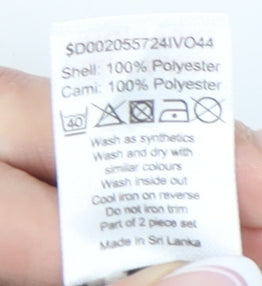 $D002055724IVO44
Shell: 100% Polyester
Cami: 100% Polyester
40
Wash as synthetics
Wash and dry with
similar colours
Wash inside out
Cool iron on reverse
Do not iron trim
Part of 2 piece set
Made in Sri Lanka